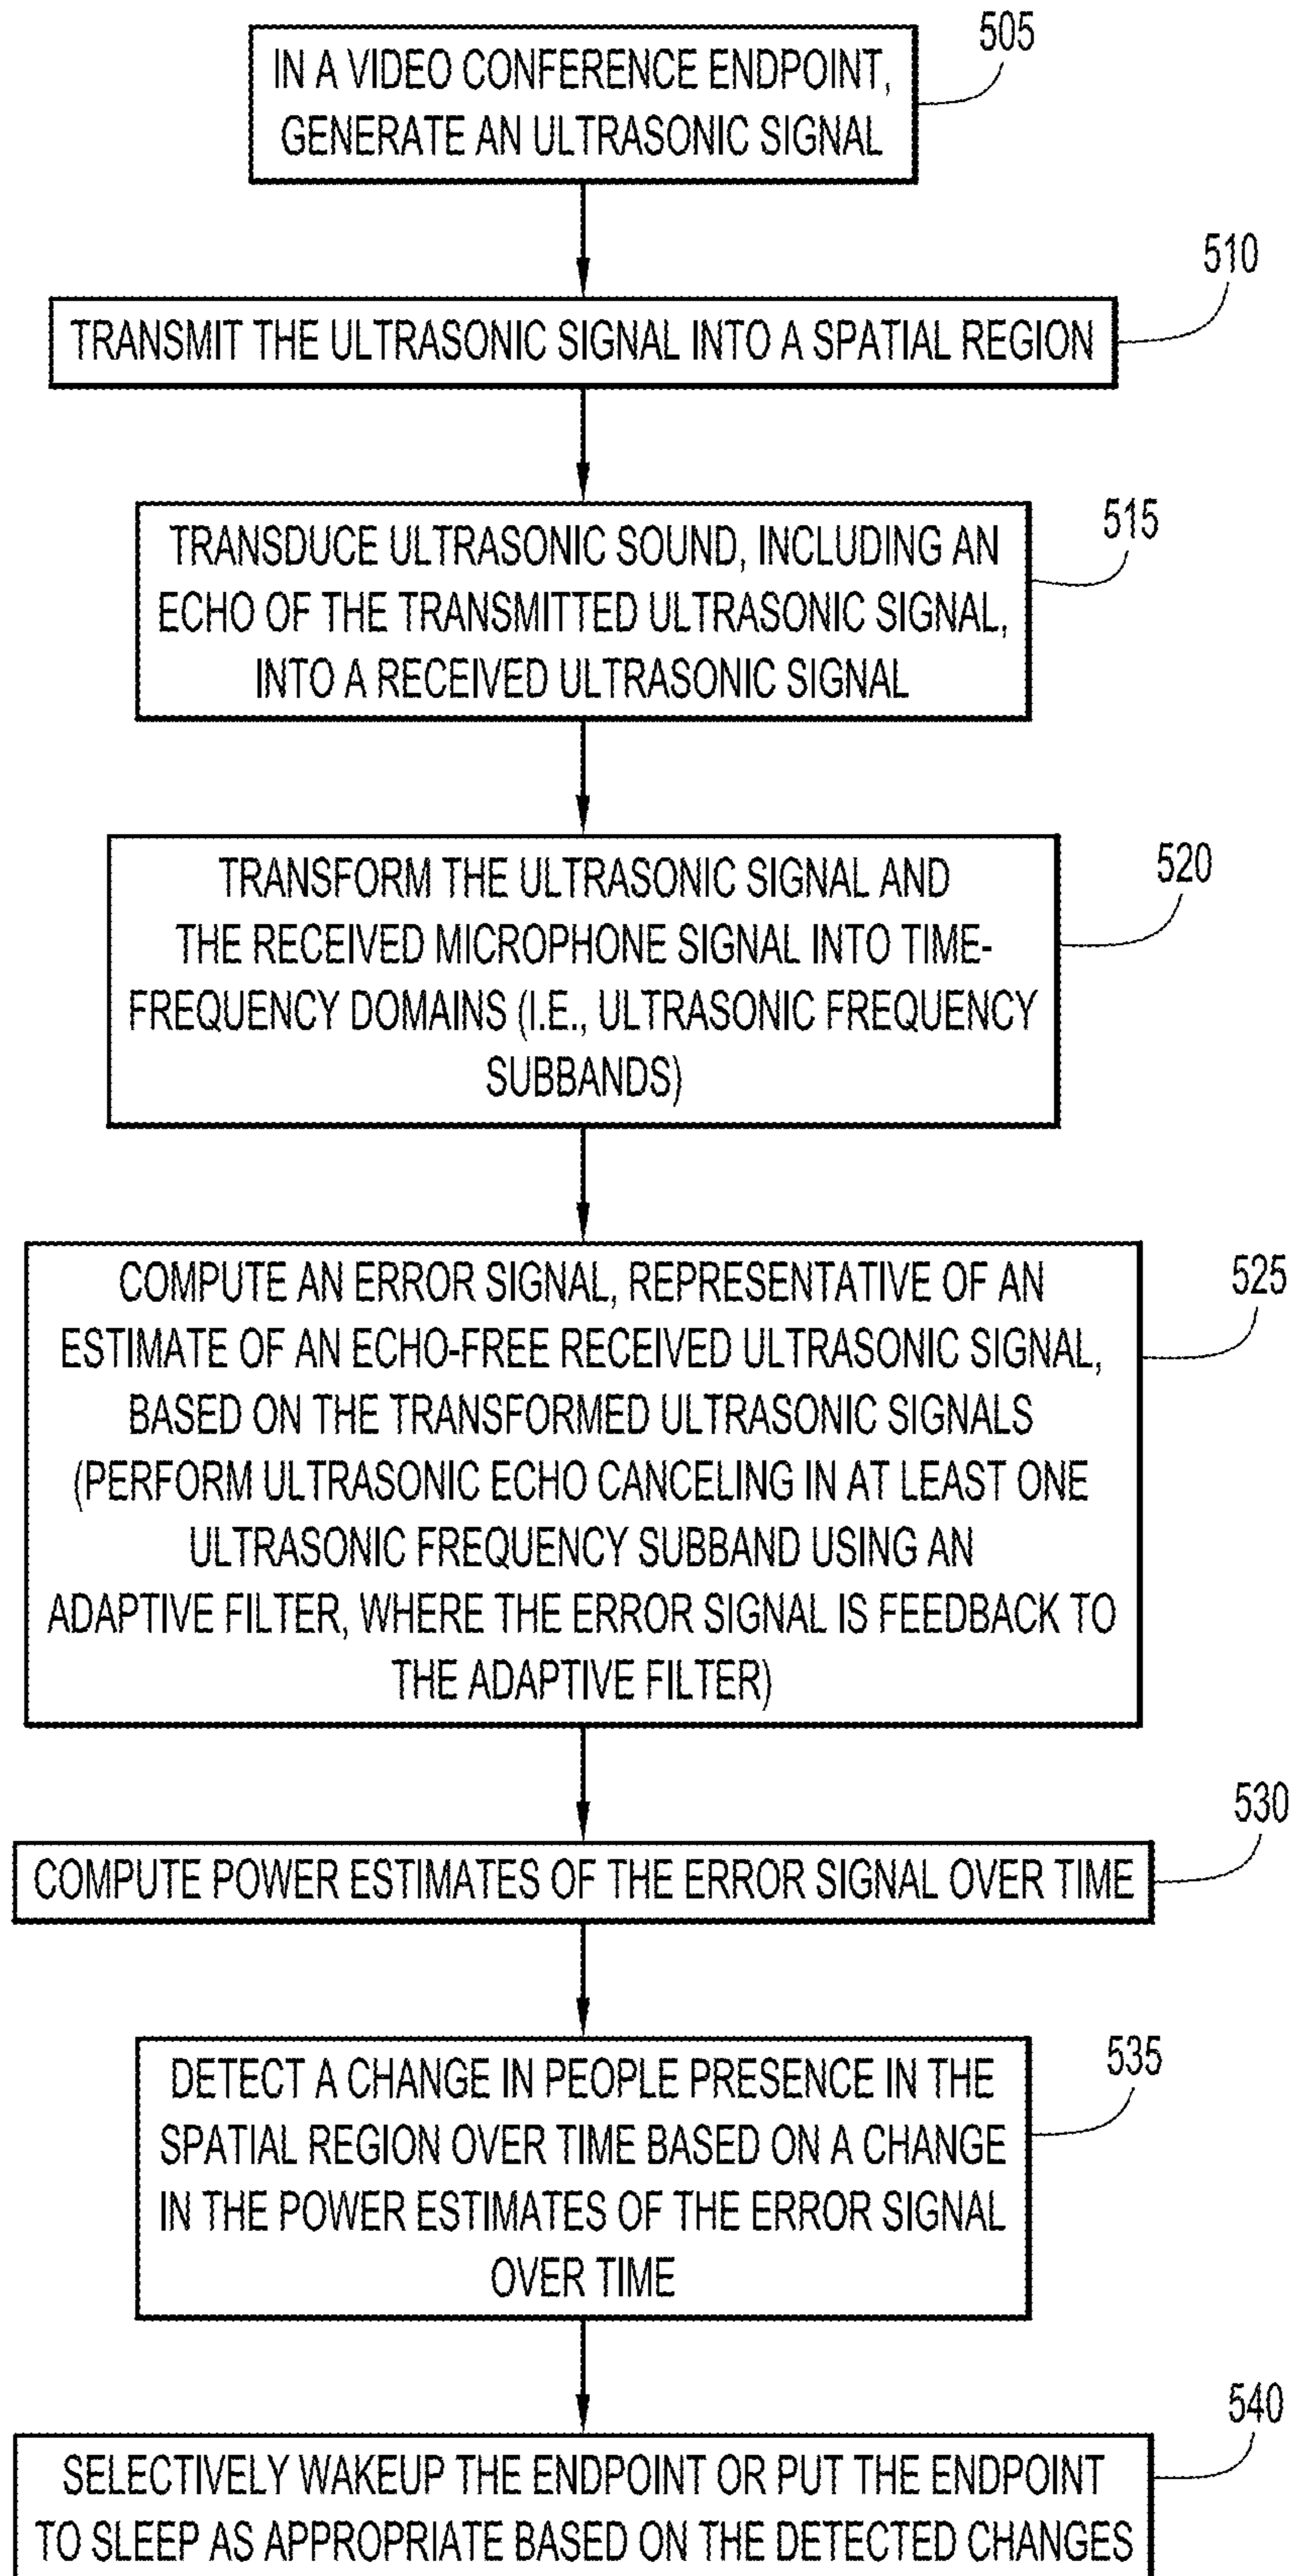 505
IN A VIDEO CONFERENCE ENDPOINT,
GENERATE AN ULTRASONIC SIGNAL
510
TRANSMIT THE ULTRASONIC SIGNAL INTO A SPATIAL REGION
515
TRANSDUCE ULTRASONIC SOUND, INCLUDING AN
ECHO OF THE TRANSMITTED ULTRASONIC SIGNAL,
INTO A RECEIVED ULTRASONIC SIGNAL
520
TRANSFORM THE ULTRASONIC SIGNAL AND
THE RECEIVED MICROPHONE SIGNAL INTO TIME-
FREQUENCY DOMAINS (I.E., ULTRASONIC FREQUENCY
SUBBANDS)
525
COMPUTE AN ERROR SIGNAL, REPRESENTATIVE OF AN
ESTIMATE OF AN ECHO-FREE RECEIVED ULTRASONIC SIGNAL,
BASED ON THE TRANSFORMED ULTRASONIC SIGNALS
(PERFORM ULTRASONIC ECHO CANCELING IN AT LEAST ONE
ULTRASONIC FREQUENCY SUBBAND USING AN
ADAPTIVE FILTER, WHERE THE ERROR SIGNAL IS FEEDBACK TO
THE ADAPTIVE FILTER)
530
COMPUTE POWER ESTIMATES OF THE ERROR SIGNAL OVER TIME
535
DETECT A CHANGE IN PEOPLE PRESENCE IN THE
SPATIAL REGION OVER TIME BASED ON A CHANGE
IN THE POWER ESTIMATES OF THE ERROR SIGNAL
OVER TIME
540
SELECTIVELY WAKEUP THE ENDPOINT OR PUT THE ENDPOINT
TO SLEEP AS APPROPRIATE BASED ON THE DETECTED CHANGES